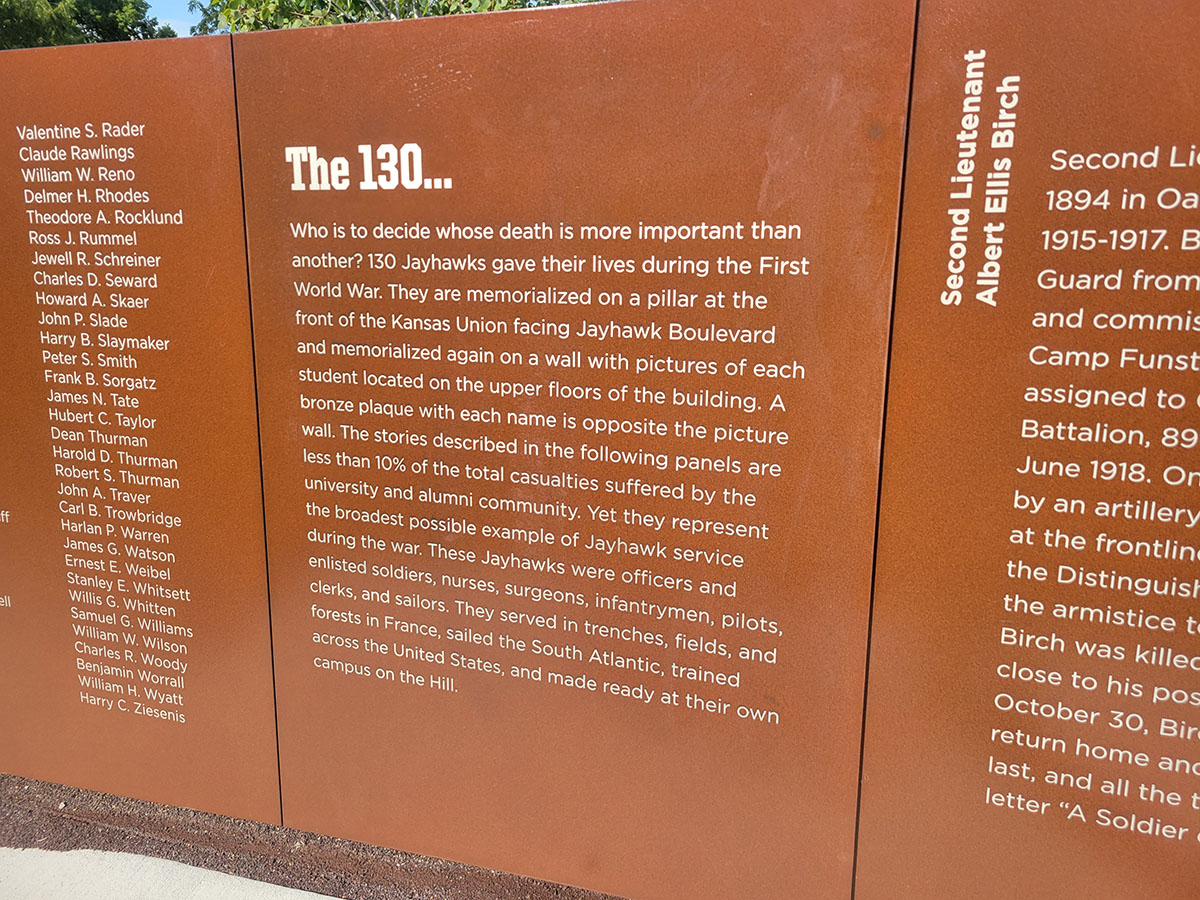 Valentine S. Rader
Claude Rawlings
William W. Reno
Delmer H. Rhodes
Theodore A. Rocklund
Ross J. Rummel
Jewell R. Schreiner
Charles D. Seward
Howard A. Skaer
John P. Slade
Harry B. Slaymaker
Peter S. Smith
Frank B. Sorgatz
James N. Tate
Hubert C. Taylor
Dean Thurman
Harold D. Thurman
Robert S. Thurman
John A. Traver
Carl B. Trowbridge
Harlan P. Warren
James G. Watson
Ernest E. Weibel
Stanley E. Whitsett
Willis G. Whitten
Samuel G. Williams
William W. Wilson
Charles R. Woody
Benjamin Worrall
William H. Wyatt
Harry C. Ziesenis
The 130...
Who is to decide whose death is more important than
another? 130 Jayhawks gave their lives during the First
World War. They are memorialized on a pillar at the
front of the Kansas Union facing Jayhawk Boulevard
and memorialized again on a wall with pictures of each
student located on the upper floors of the building. A
bronze plaque with each name is opposite the picture
wall. The stories described in the following panels are
less than 10% of the total casualties suffered by the
university and alumni community. Yet they represent
the broadest possible example of Jayhawk service
during the war. These Jayhawks were officers and
enlisted soldiers, nurses, surgeons, infantrymen, pilots,
clerks, and sailors. They served in trenches, fields, and
forests in France, sailed the South Atlantic, trained
across the United States, and made ready at their own
campus on the Hill.
Second Lieutenant
Albert Ellis Birch
Second Li
1894 in Oa
1915-1917. B
Guard from
and commis
Camp Funst
assigned to
Battalion, 89
June 1918. On
by an artillery
at the frontline
the Distinguish
the armistice to
Birch was killed
close to his pos
October 30, Birc
return home and
last, and all the t
letter "A Soldier